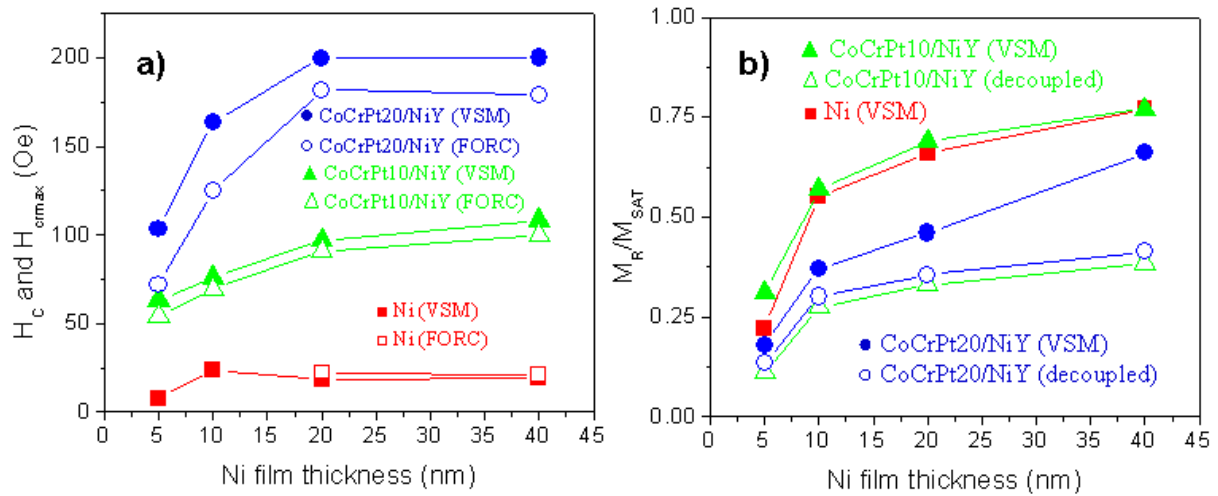 a)
200
150
100
50
0
H_C and H_crmax (Oe)
CoCrPt20/NiY (VSM)
CoCrPt20/NiY (FORC)
CoCrPt10/NiY (VSM)
CoCrPt10/NiY (FORC)
Ni (VSM)
Ni (FORC)
0 5 10 15 20 25 30 35 40 45
Ni film thickness (nm)
b)
1.00
0.75
0.50
0.25
0.00
M_R/M_SAT
CoCrPt10/NiY (VSM)
CoCrPt10/NiY (decoupled)
Ni (VSM)
CoCrPt20/NiY (VSM)
CoCrPt20/NiY (decoupled)
0 5 10 15 20 25 30 35 40 45
Ni film thickness (nm)